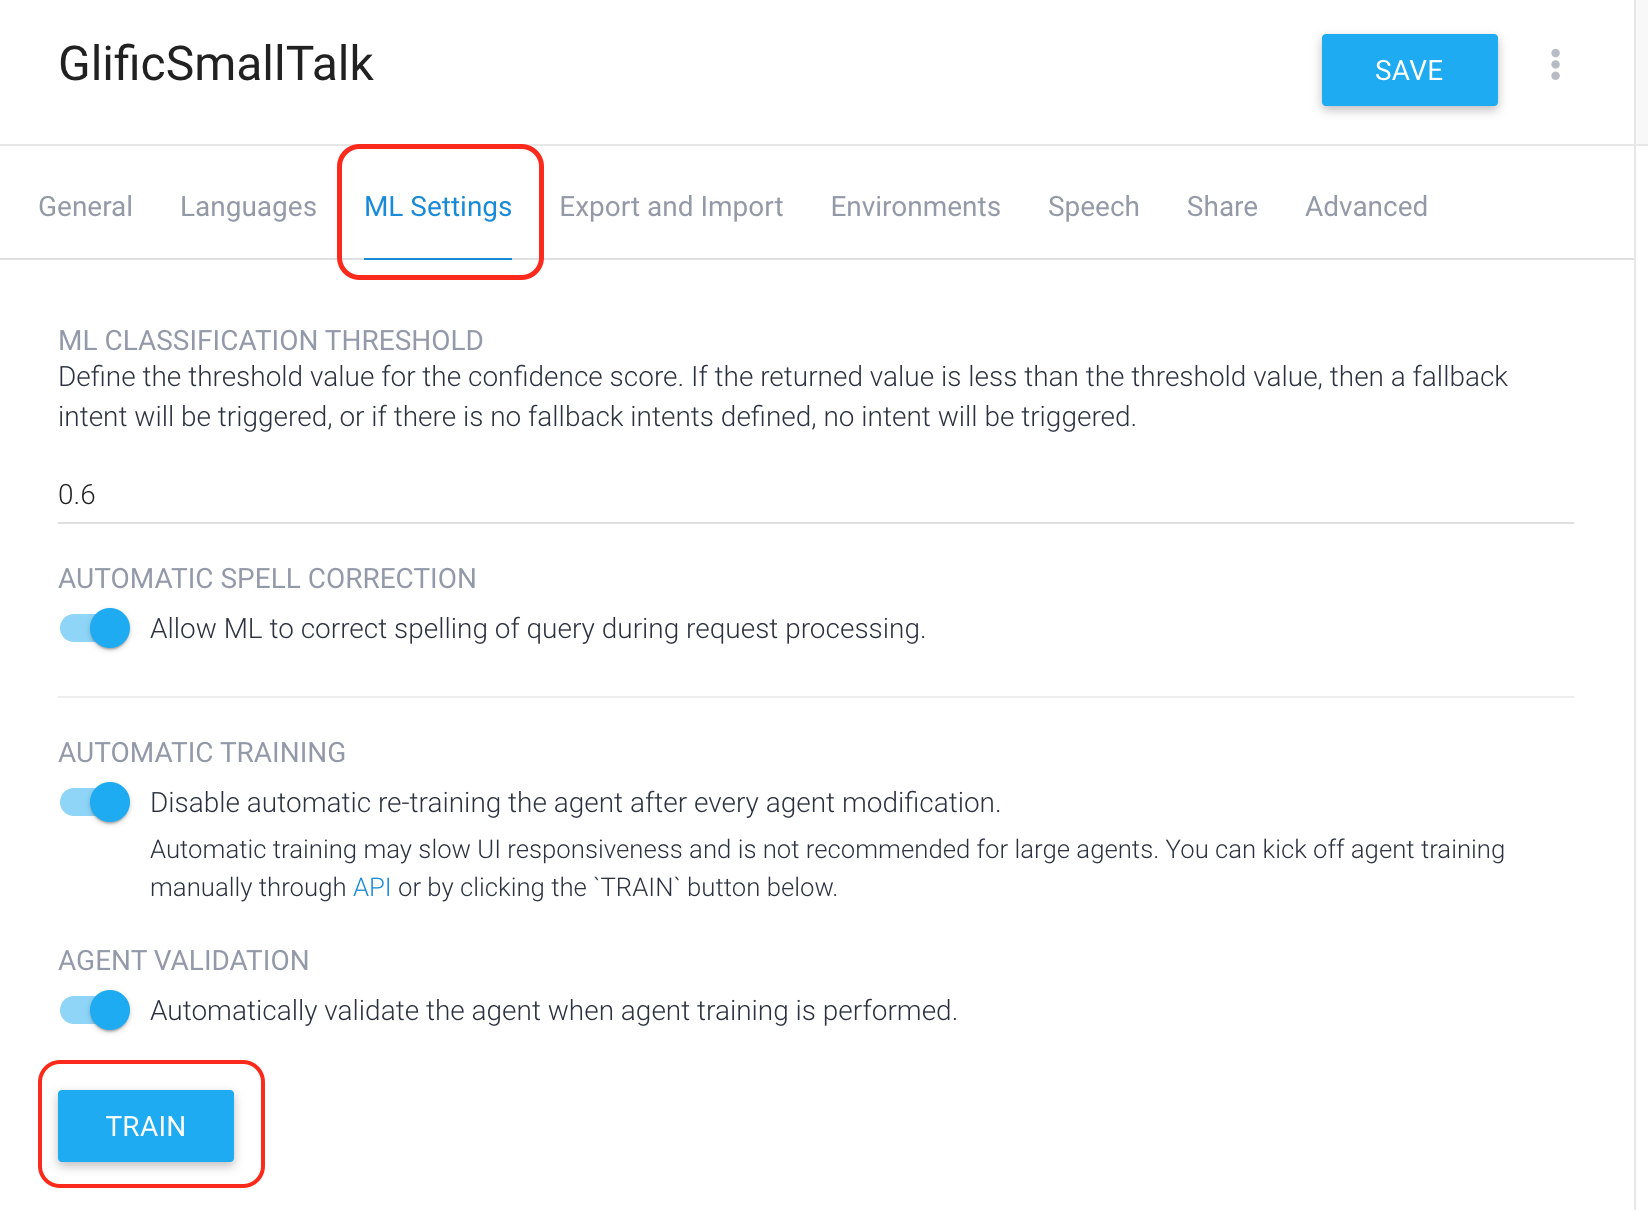 GlificSmallTalk
SAVE
General Languages ML Settings Export and Import Environments Speech Share Advanced
ML CLASSIFICATION THRESHOLD
Define the threshold value for the confidence score. If the returned value is less than the threshold value, then a fallback
intent will be triggered, or if there is no fallback intents defined, no intent will be triggered.
0.6
AUTOMATIC SPELL CORRECTION
Allow ML to correct spelling of query during request processing.
AUTOMATIC TRAINING
Disable automatic re-training the agent after every agent modification.
Automatic training may slow UI responsiveness and is not recommended for large agents. You can kick off agent training
manually through API or by clicking the `TRAIN` button below.
AGENT VALIDATION
Automatically validate the agent when agent training is performed.
TRAIN